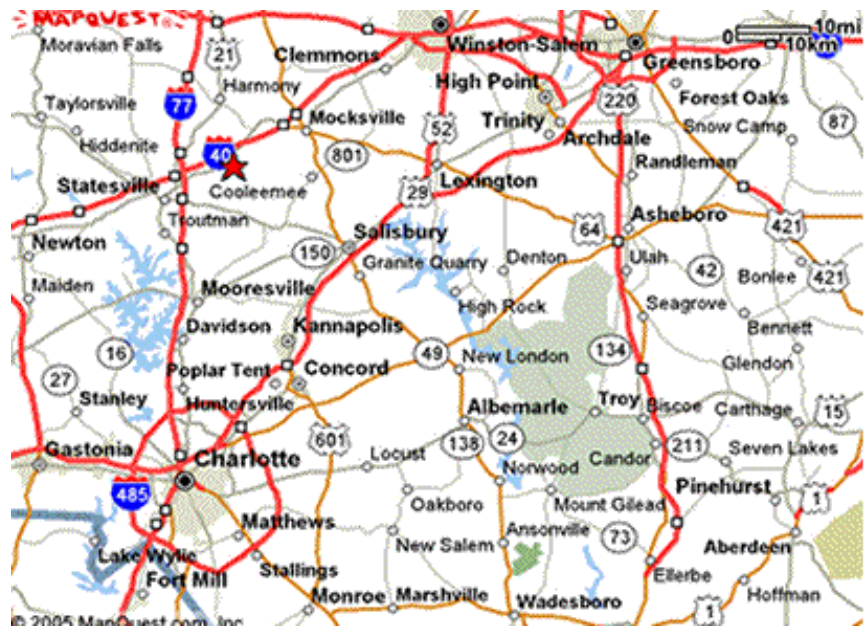 MAPQUEST
0 10mi
10km
Moravian Falls
21
Clemmons
Winston-Salem
Greensboro
High Point
77
Harmony
220
Forest Oaks
Taylorsville
Mocksville
52
Trinity
Archdale
Snow Camp
87
Hiddenite
40
801
Randleman
Statesville
Cooleemee
29
Lexington
Troutman
Salisbury
64
Asheboro
421
Newton
150
Granite Quarry
Denton
Ulah
42
Bonlee
421
Maiden
Mooresville
High Rock
Seagrove
Davidson
Kannapolis
Bennett
16
Poplar Tent
Concord
49
New London
134
Glendon
27
Stanley
Huntersville
Albemarle
Troy
Biscoe
Carthage
15
Gastonia
601
138
24
Charlotte
Locust
Candor
211
Seven Lakes
485
Norwood
Pinehurst
Oakboro
Mount Gilead
1
Matthews
New Salem
Ansonville
73
Aberdeen
Lake Wylie
Fort Mill
Stallings
Ellerbe
Hoffman
Monroe
Marshville
Wadesboro
1
© 2005 MapQuest.com, Inc